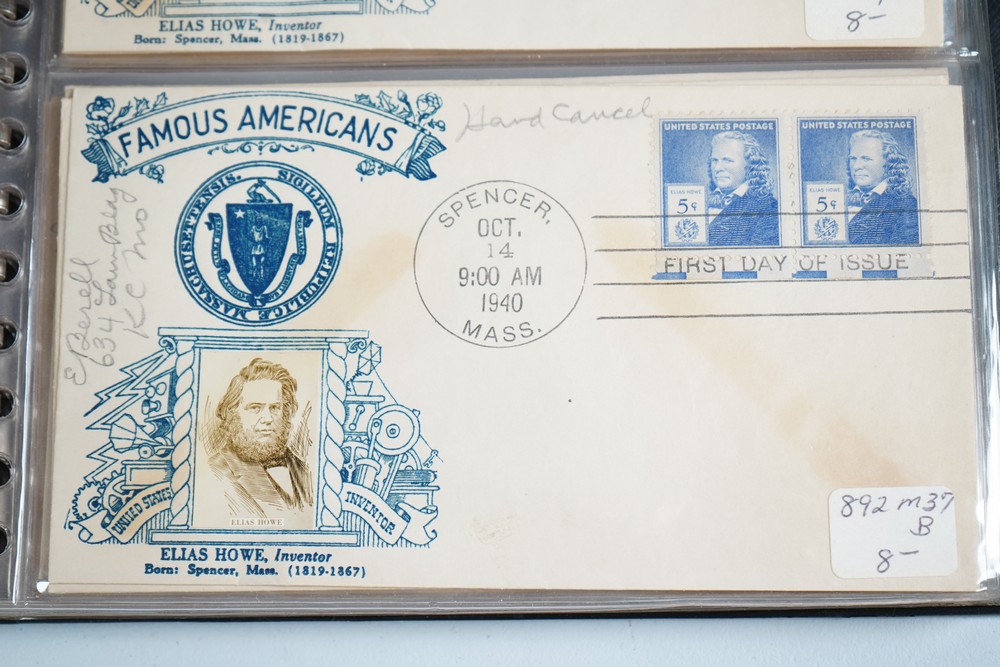 ELIAS HOWE, Inventor
Born: Spencer, Mass. (1819-1867)
8-
FAMOUS AMERICANS
Hand Cancel
UNITED STATES POSTAGE
ELIAS HOWE
5¢
UNITED STATES POSTAGE
ELIAS HOWE
5¢
FIRST DAY OF ISSUE
SPENCER,
OCT.
14
9:00 AM
1940
MASS.
SIGILLUM REIPUBLICÆ MASSACHUSETTENSIS.
634
KC Mo
ELIAS HOWE
UNITED STATES
INVENTOR
ELIAS HOWE, Inventor
Born: Spencer, Mass. (1819-1867)
892 M37
B
8-